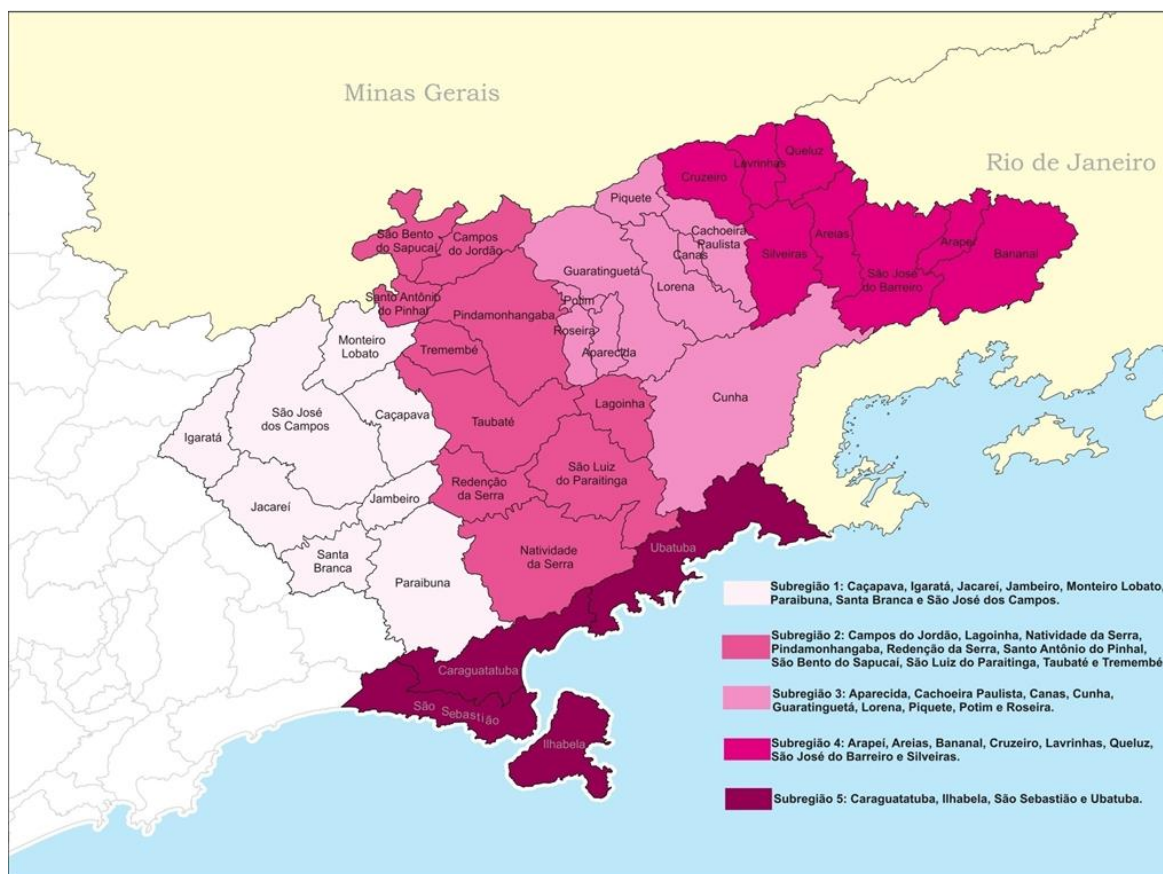 Minas Gerais
Rio de Janeiro
Queluz
Lavrinhas
Cruzeiro
Piquete
Cachoeira
Paulista
Canas
Silveiras
Areias
Arapeí
Bananal
São José
do Barreiro
São Bento
do Sapucaí
Campos
do Jordão
Guaratinguetá
Lorena
Santo Antônio
do Pinhal
Pindamonhangaba
Potim
Roseira
Aparecida
Monteiro
Lobato
Tremembé
Cunha
São José
dos Campos
Caçapava
Taubaté
Lagoinha
Igaratá
Redenção
da Serra
São Luiz
do Paraitinga
Jacareí
Jambeiro
Santa
Branca
Paraibuna
Natividade
da Serra
Ubatuba
Caraguatatuba
São Sebastião
Ilhabela
Subregião 1: Caçapava, Igaratá, Jacareí, Jambeiro, Monteiro Lobato,
Paraibuna, Santa Branca e São José dos Campos.
Subregião 2: Campos do Jordão, Lagoinha, Natividade da Serra,
Pindamonhangaba, Redenção da Serra, Santo Antônio do Pinhal,
São Bento do Sapucaí, São Luiz do Paraitinga, Taubaté e Tremembé
Subregião 3: Aparecida, Cachoeira Paulista, Canas, Cunha,
Guaratinguetá, Lorena, Piquete, Potim e Roseira.
Subregião 4: Arapeí, Areias, Bananal, Cruzeiro, Lavrinhas, Queluz,
São José do Barreiro e Silveiras.
Subregião 5: Caraguatatuba, Ilhabela, São Sebastião e Ubatuba.